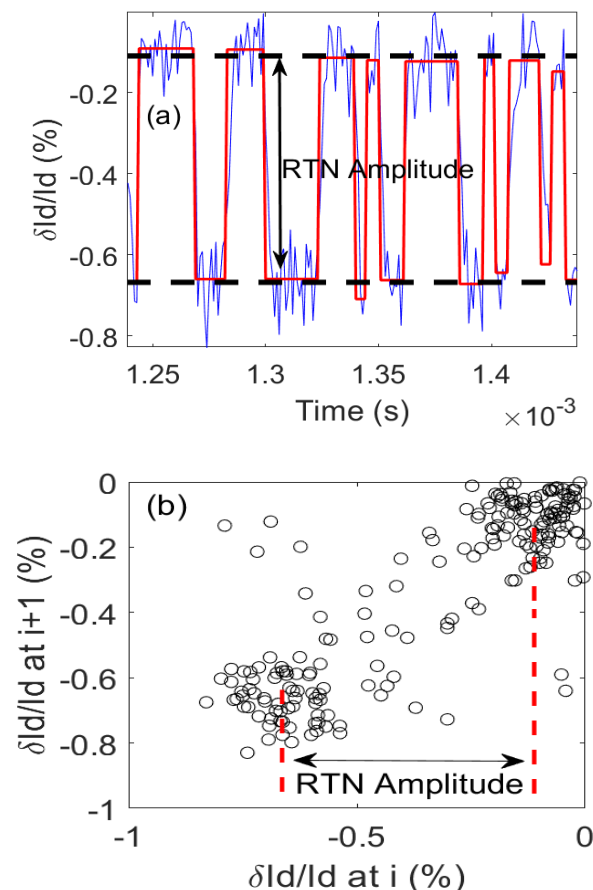 -0.2
(a)
RTN Amplitude
-0.4
-0.6
-0.8
δId/Id (%)
1.25 1.3 1.35 1.4
Time (s) × 10⁻³
0
(b)
-0.2
-0.4
-0.6
-0.8
RTN Amplitude
-1
δId/Id at i+1 (%)
-1 -0.5 0
δId/Id at i (%)